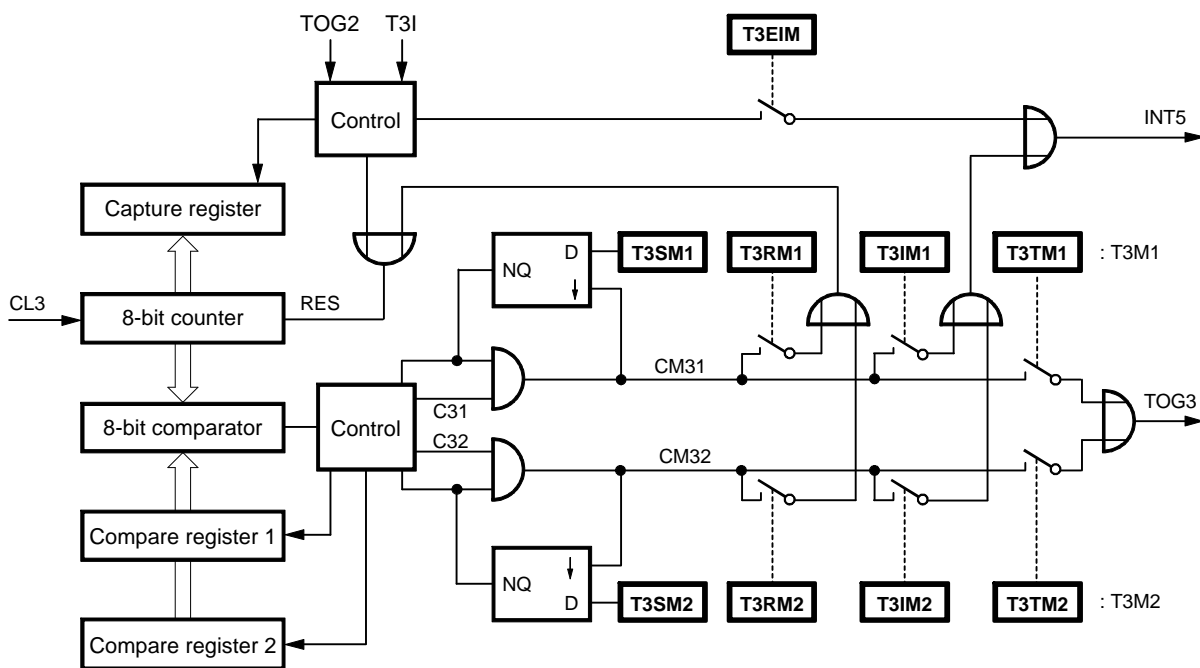 TOG2 T3I
T3EIM
Control
INT5
Capture register
CL3
8-bit counter
RES
D
NQ
T3SM1
T3RM1
T3IM1
T3TM1
: T3M1
CM31
C31
8-bit comparator
Control
C32
CM32
TOG3
Compare register 1
NQ
D
T3SM2
T3RM2
T3IM2
T3TM2
: T3M2
Compare register 2